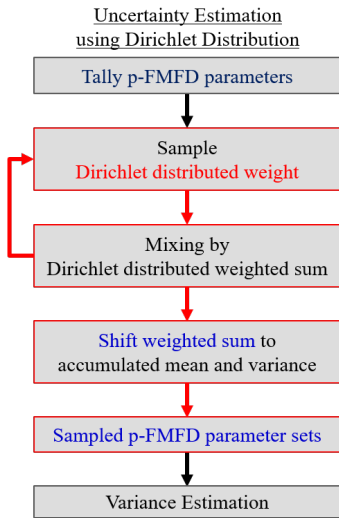 Uncertainty Estimation
using Dirichlet Distribution
Tally p-FMFD parameters
Sample
Dirichlet distributed weight
Mixing by
Dirichlet distributed weighted sum
Shift weighted sum to
accumulated mean and variance
Sampled p-FMFD parameter sets
Variance Estimation